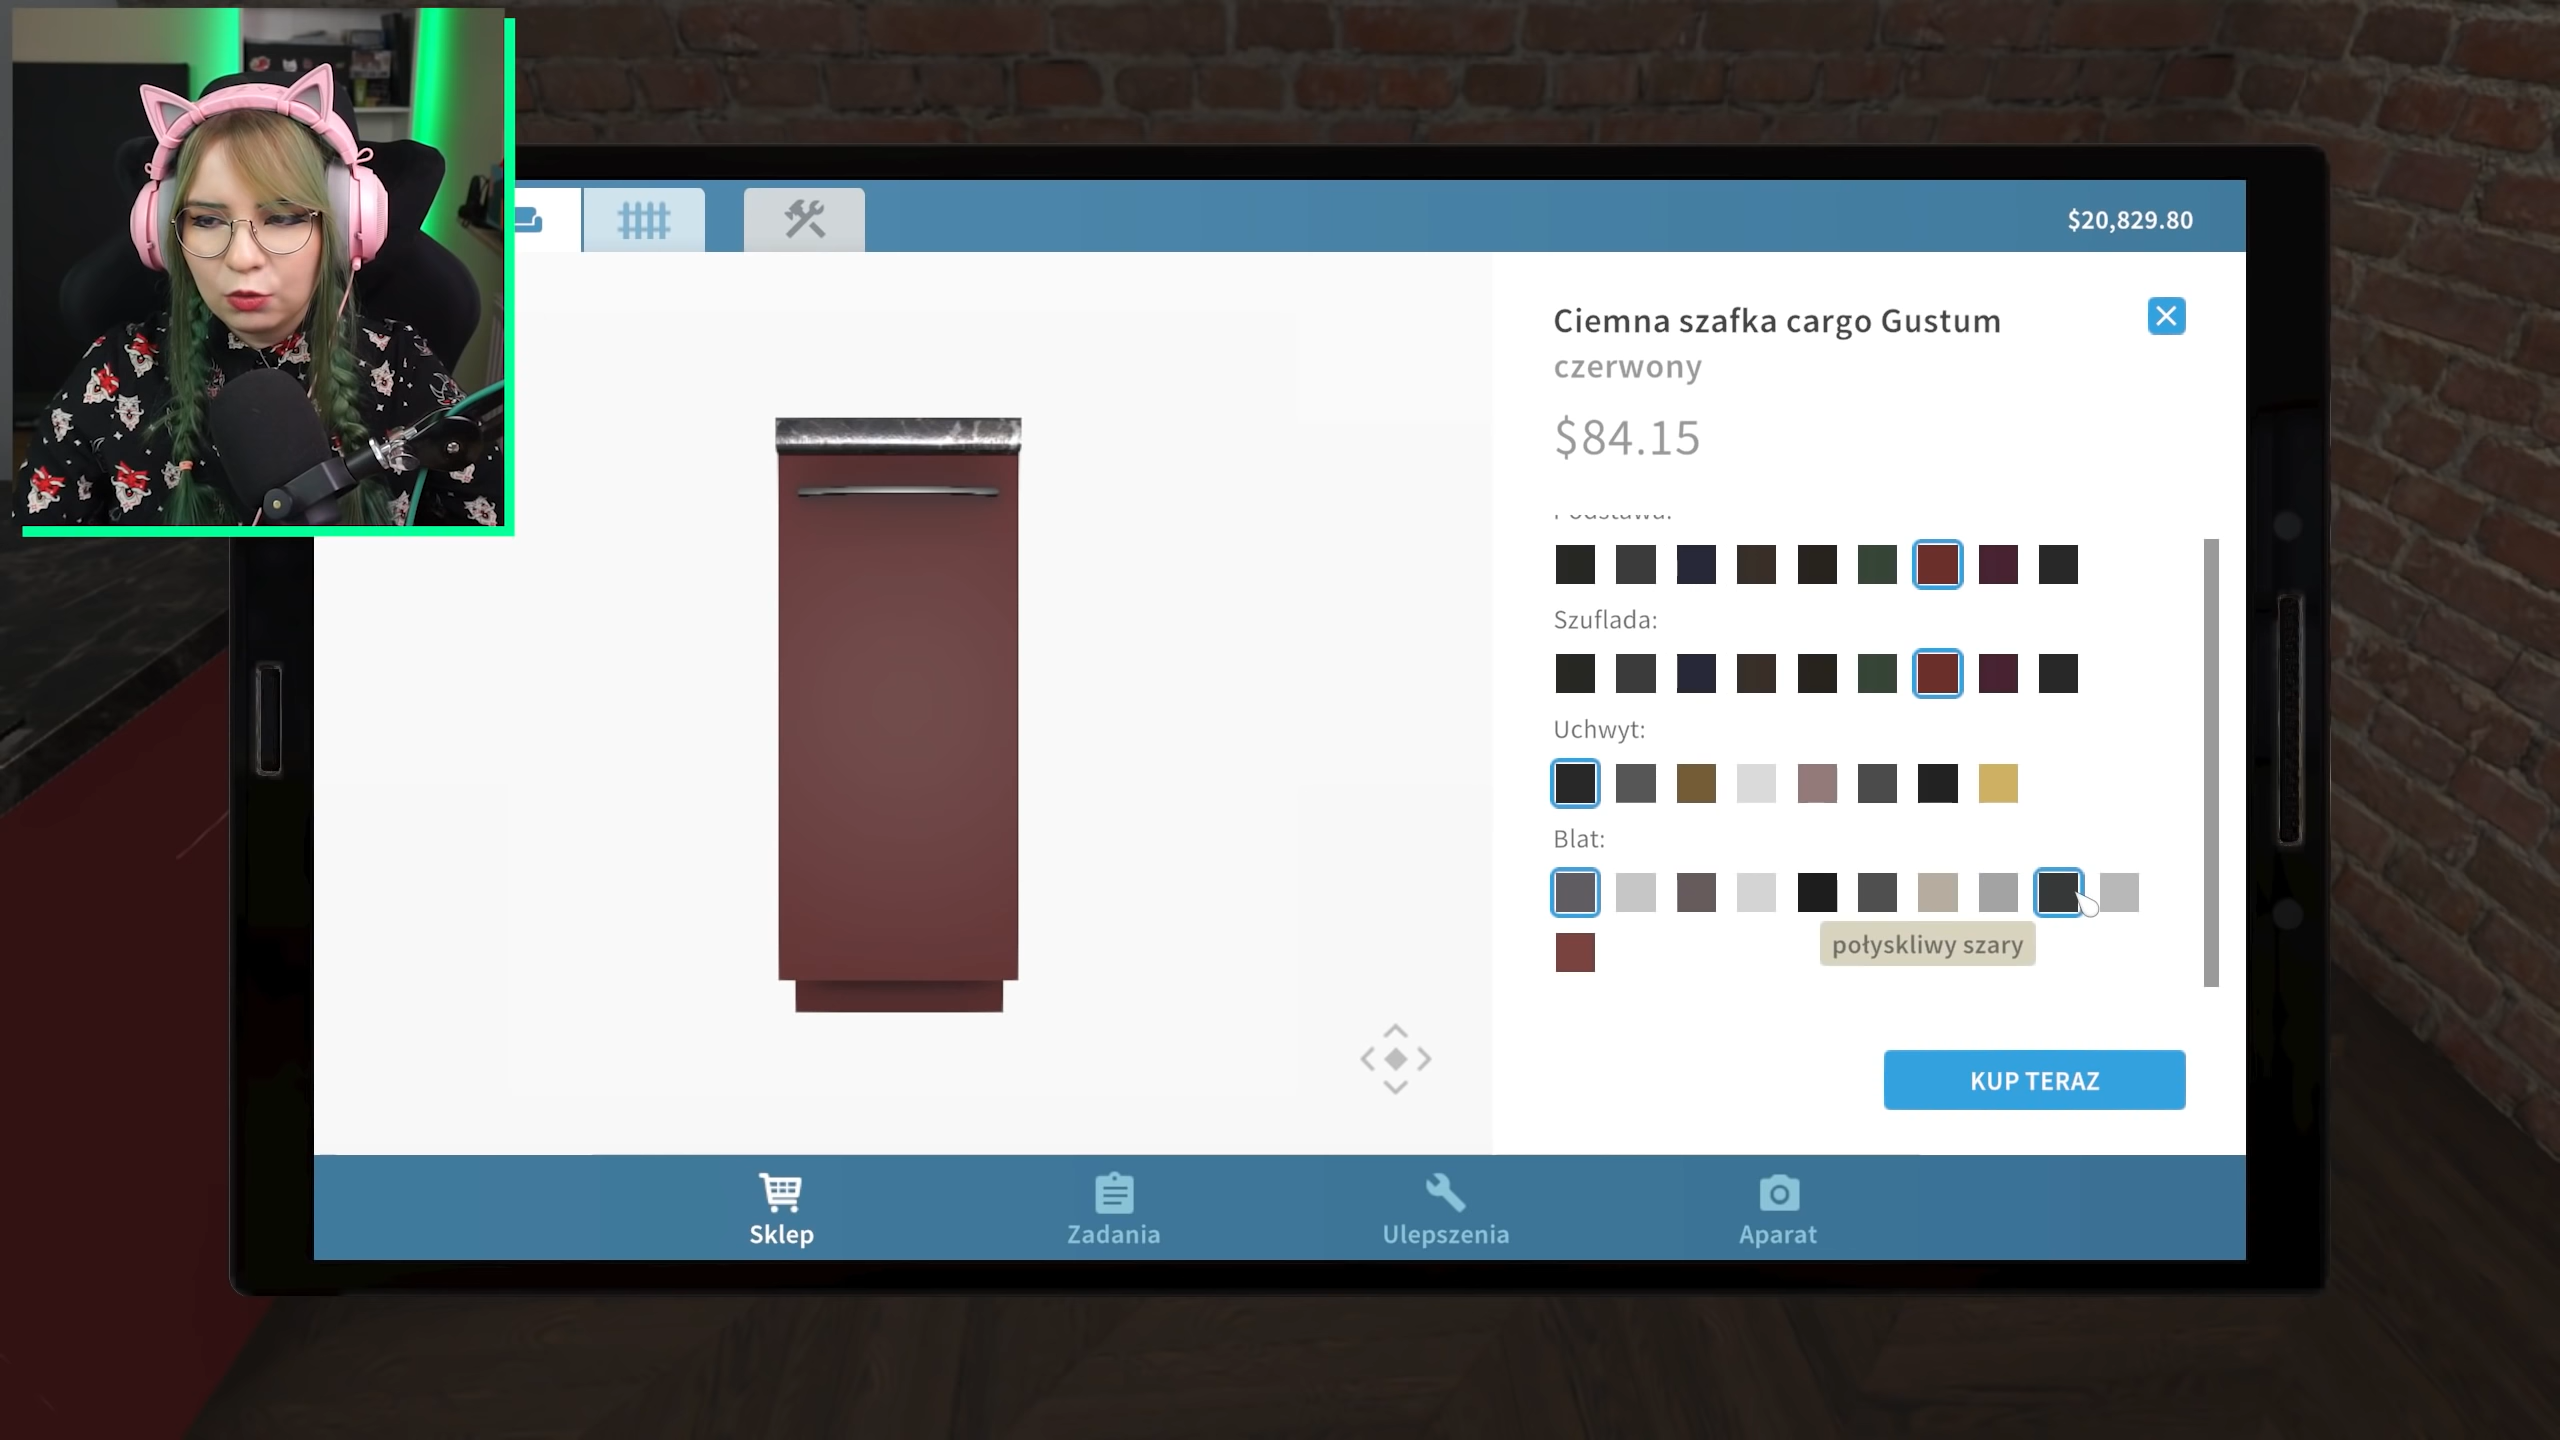 $20,829.80
Ciemna szafka cargo Gustum
czerwony
$84.15
Podstawa:
Szuflada:
Uchwyt:
Blat:
połyskliwy szary
KUP TERAZ
Sklep
Zadania
Ulepszenia
Aparat